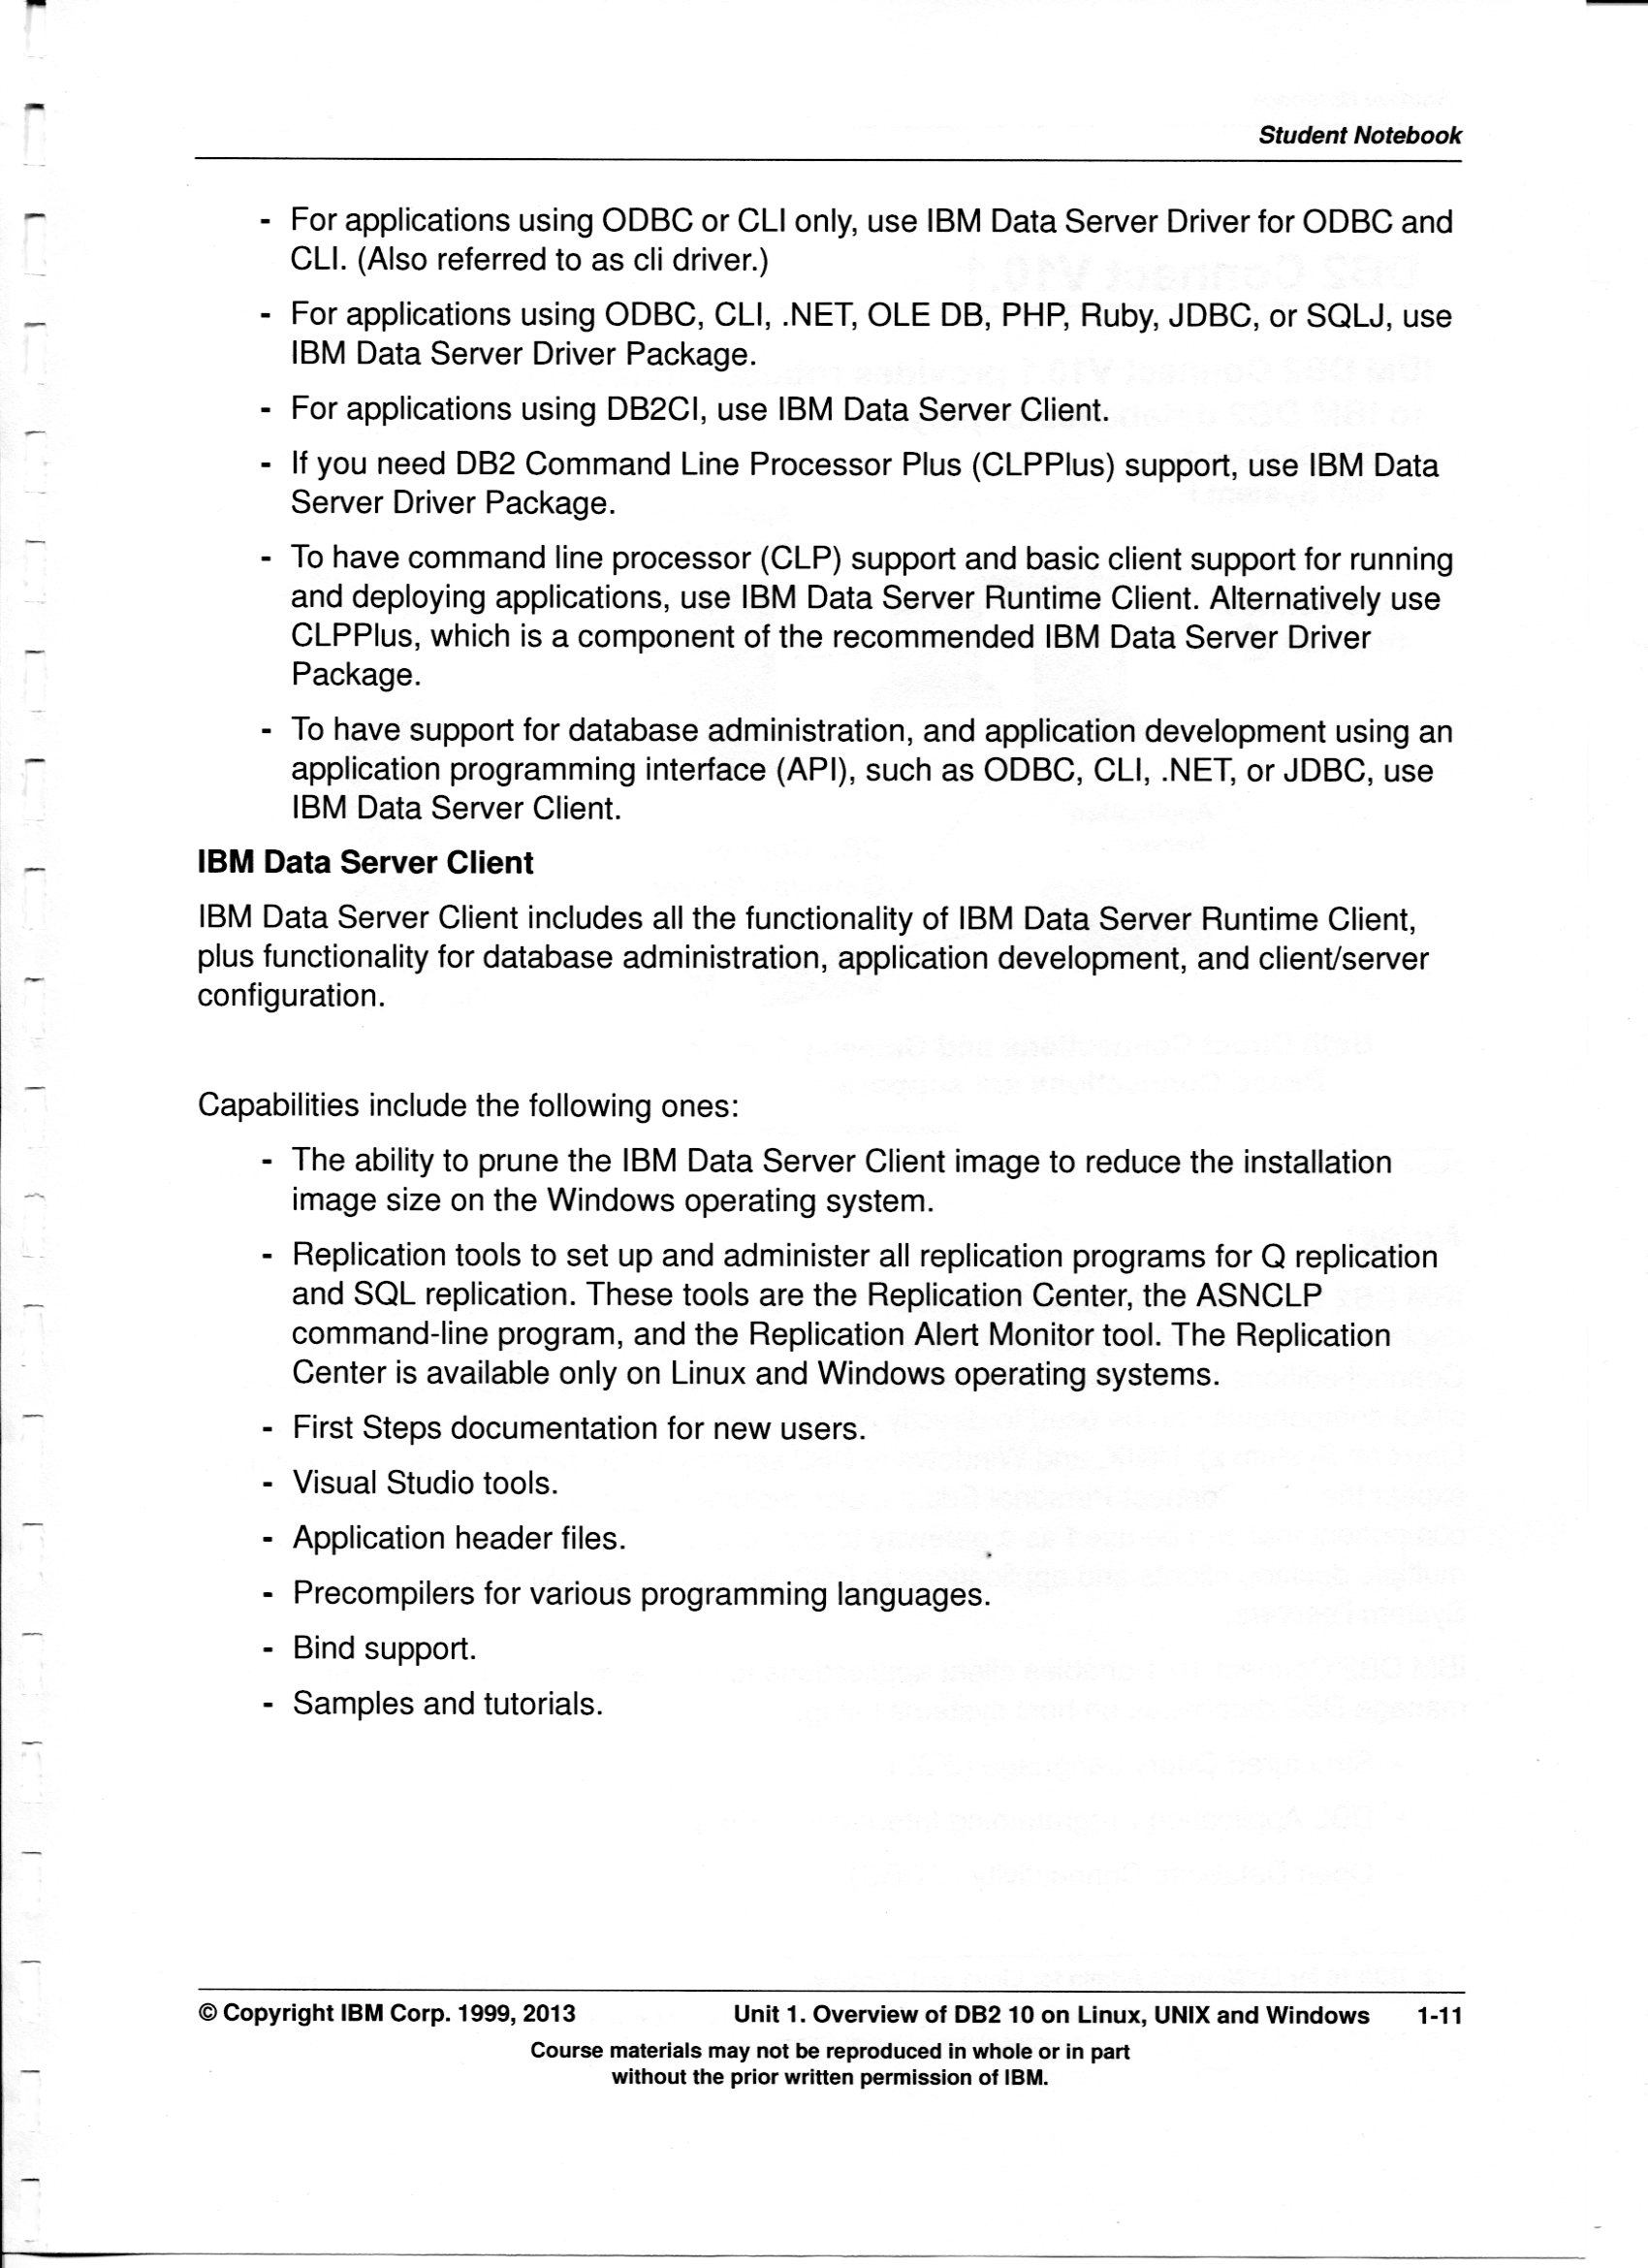 Student Notebook
- For applications using ODBC or CLI only, use IBM Data Server Driver for ODBC and
CLI. (Also referred to as cli driver.)
- For applications using ODBC, CLI, .NET, OLE DB, PHP, Ruby, JDBC, or SQLJ, use
IBM Data Server Driver Package.
- For applications using DB2CI, use IBM Data Server Client.
- If you need DB2 Command Line Processor Plus (CLPPlus) support, use IBM Data
Server Driver Package.
- To have command line processor (CLP) support and basic client support for running
and deploying applications, use IBM Data Server Runtime Client. Alternatively use
CLPPlus, which is a component of the recommended IBM Data Server Driver
Package.
- To have support for database administration, and application development using an
application programming interface (API), such as ODBC, CLI, .NET, or JDBC, use
IBM Data Server Client.
IBM Data Server Client
IBM Data Server Client includes all the functionality of IBM Data Server Runtime Client,
plus functionality for database administration, application development, and client/server
configuration.
Capabilities include the following ones:
- The ability to prune the IBM Data Server Client image to reduce the installation
image size on the Windows operating system.
- Replication tools to set up and administer all replication programs for Q replication
and SQL replication. These tools are the Replication Center, the ASNCLP
command-line program, and the Replication Alert Monitor tool. The Replication
Center is available only on Linux and Windows operating systems.
- First Steps documentation for new users.
- Visual Studio tools.
- Application header files.
- Precompilers for various programming languages.
- Bind support.
- Samples and tutorials.
© Copyright IBM Corp. 1999, 2013 Unit 1. Overview of DB2 10 on Linux, UNIX and Windows 1-11
Course materials may not be reproduced in whole or in part
without the prior written permission of IBM.